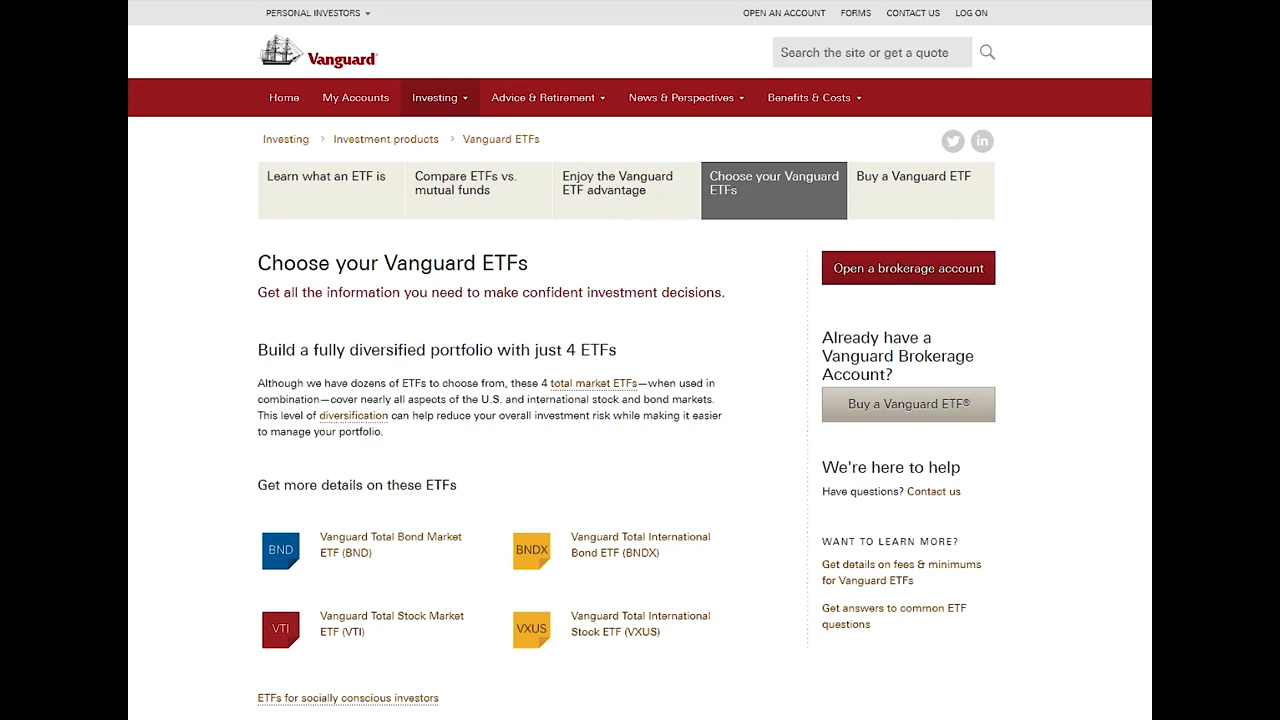 PERSONAL INVESTORS
OPEN AN ACCOUNT FORMS CONTACT US LOG ON
Vanguard®
Search the site or get a quote
Home My Accounts Investing Advice & Retirement News & Perspectives Benefits & Costs
Investing > Investment products > Vanguard ETFs
in
Learn what an ETF is
Compare ETFs vs.
mutual funds
Enjoy the Vanguard
ETF advantage
Choose your Vanguard
ETFs
Buy a Vanguard ETF
Choose your Vanguard ETFs
Get all the information you need to make confident investment decisions.
Build a fully diversified portfolio with just 4 ETFs
Although we have dozens of ETFs to choose from, these 4 total market ETFs—when used in
combination—cover nearly all aspects of the U.S. and international stock and bond markets.
This level of diversification can help reduce your overall investment risk while making it easier
to manage your portfolio.
Get more details on these ETFs
BND
Vanguard Total Bond Market
ETF (BND)
BNDX
Vanguard Total International
Bond ETF (BNDX)
VTI
Vanguard Total Stock Market
ETF (VTI)
VXUS
Vanguard Total International
Stock ETF (VXUS)
ETFs for socially conscious investors
Open a brokerage account
Already have a
Vanguard Brokerage
Account?
Buy a Vanguard ETF®
We're here to help
Have questions? Contact us
WANT TO LEARN MORE?
Get details on fees & minimums
for Vanguard ETFs
Get answers to common ETF
questions